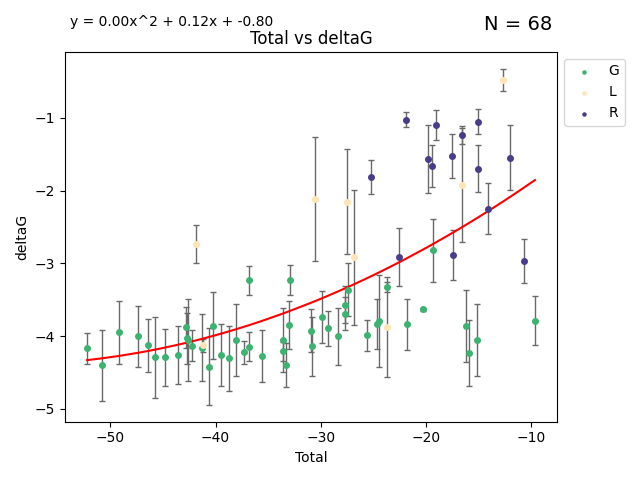 y = 0.00x^2 + 0.12x + -0.80
N = 68
Total vs deltaG
G
L
R
deltaG
−1
−2
−3
−4
−5
−50 −40 −30 −20 −10
Total